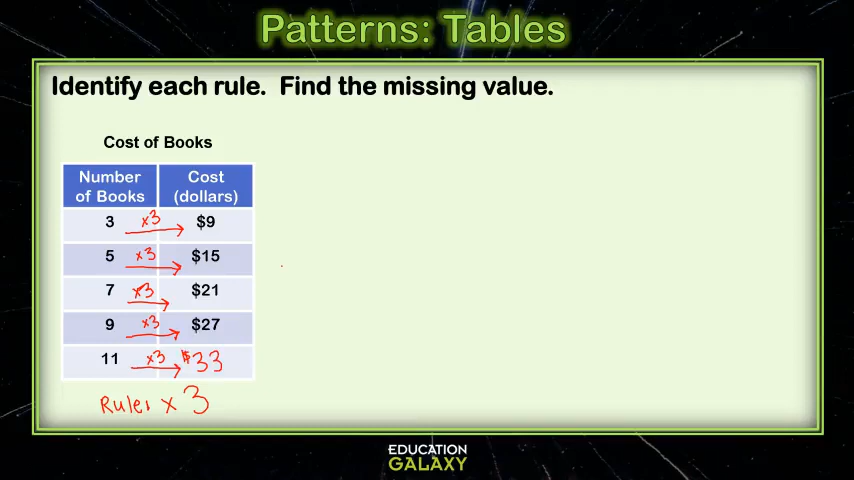 Patterns: Tables
Identify each rule.  Find the missing value.
Cost of Books
Number of Books Cost (dollars)
3 x3 $9
5 x3 $15
7 x3 $21
9 x3 $27
11 x3 $33
Rule: x 3
EDUCATION
GALAXY